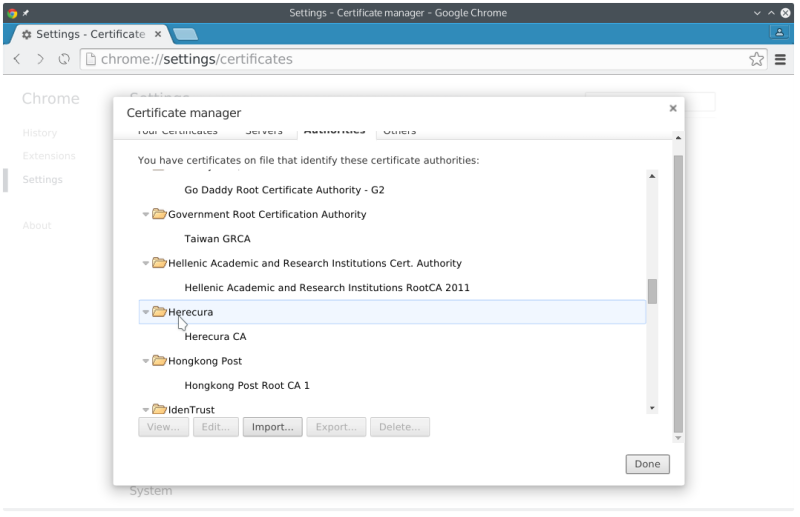 Settings – Certificate manager – Google Chrome
Settings - Certificate
chrome://settings/certificates
Chrome
Settings
History
Extensions
Settings
About
Certificate manager
Your Certificates Servers Authorities Others
You have certificates on file that identify these certificate authorities:
Go Daddy Root Certificate Authority - G2
Government Root Certification Authority
Taiwan GRCA
Hellenic Academic and Research Institutions Cert. Authority
Hellenic Academic and Research Institutions RootCA 2011
Herecura
Herecura CA
Hongkong Post
Hongkong Post Root CA 1
IdenTrust
View... Edit... Import... Export... Delete...
Done
System